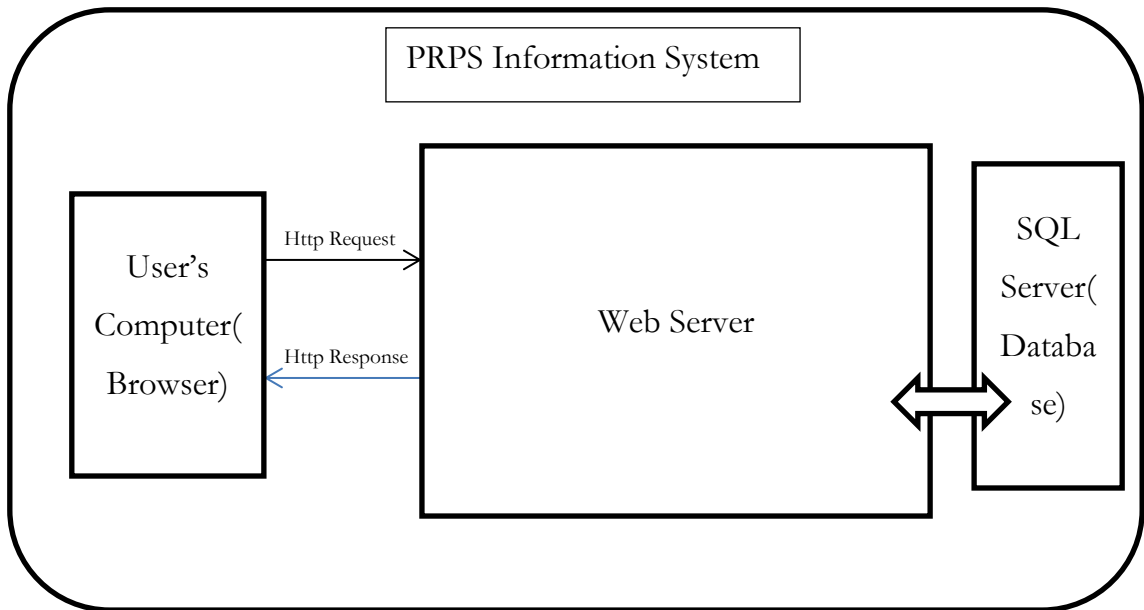 PRPS Information System
User’s
Computer(
Browser)
Http Request
Http Response
Web Server
SQL
Server(
Databa
se)